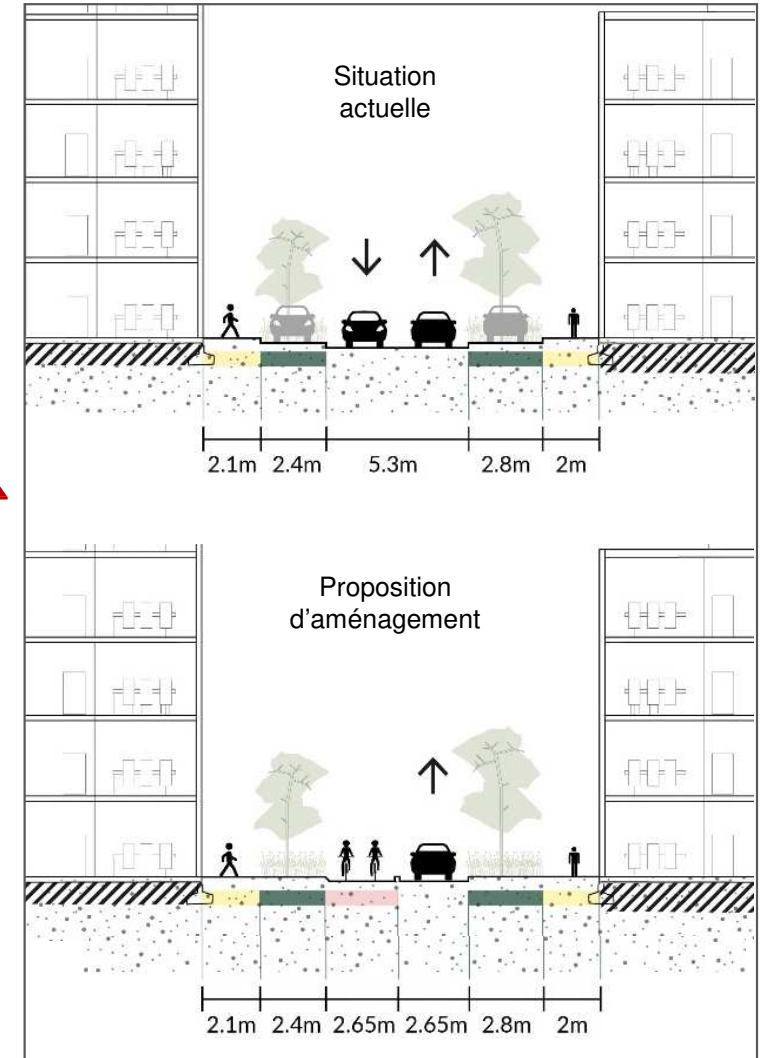 Situation
actuelle
2.1m 2.4m 5.3m 2.8m 2m
Proposition
d'aménagement
2.1m 2.4m 2.65m 2.65m 2.8m 2m